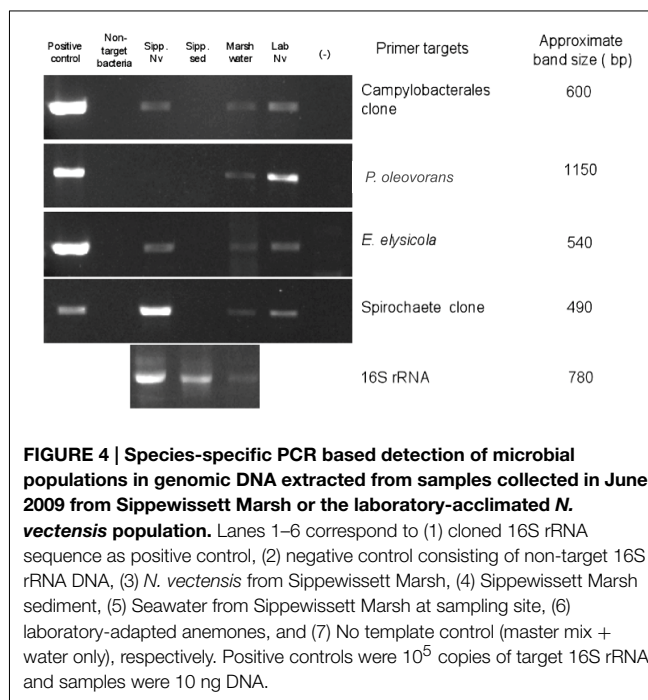 Positive control
Non-target bacteria
Sipp. Nv
Sipp. sed
Marsh water
Lab Nv
(-)
Primer targets
Approximate band size ( bp)
Campylobacterales clone
600
P. oleovorans
1150
E. elysicola
540
Spirochaete clone
490
16S rRNA
780
FIGURE 4 | Species-specific PCR based detection of microbial
populations in genomic DNA extracted from samples collected in June
2009 from Sippewissett Marsh or the laboratory-acclimated N.
vectensis population. Lanes 1–6 correspond to (1) cloned 16S rRNA
sequence as positive control, (2) negative control consisting of non-target 16S
rRNA DNA, (3) N. vectensis from Sippewissett Marsh, (4) Sippewissett Marsh
sediment, (5) Seawater from Sippewissett Marsh at sampling site, (6)
laboratory-adapted anemones, and (7) No template control (master mix +
water only), respectively. Positive controls were 10⁵ copies of target 16S rRNA
and samples were 10 ng DNA.